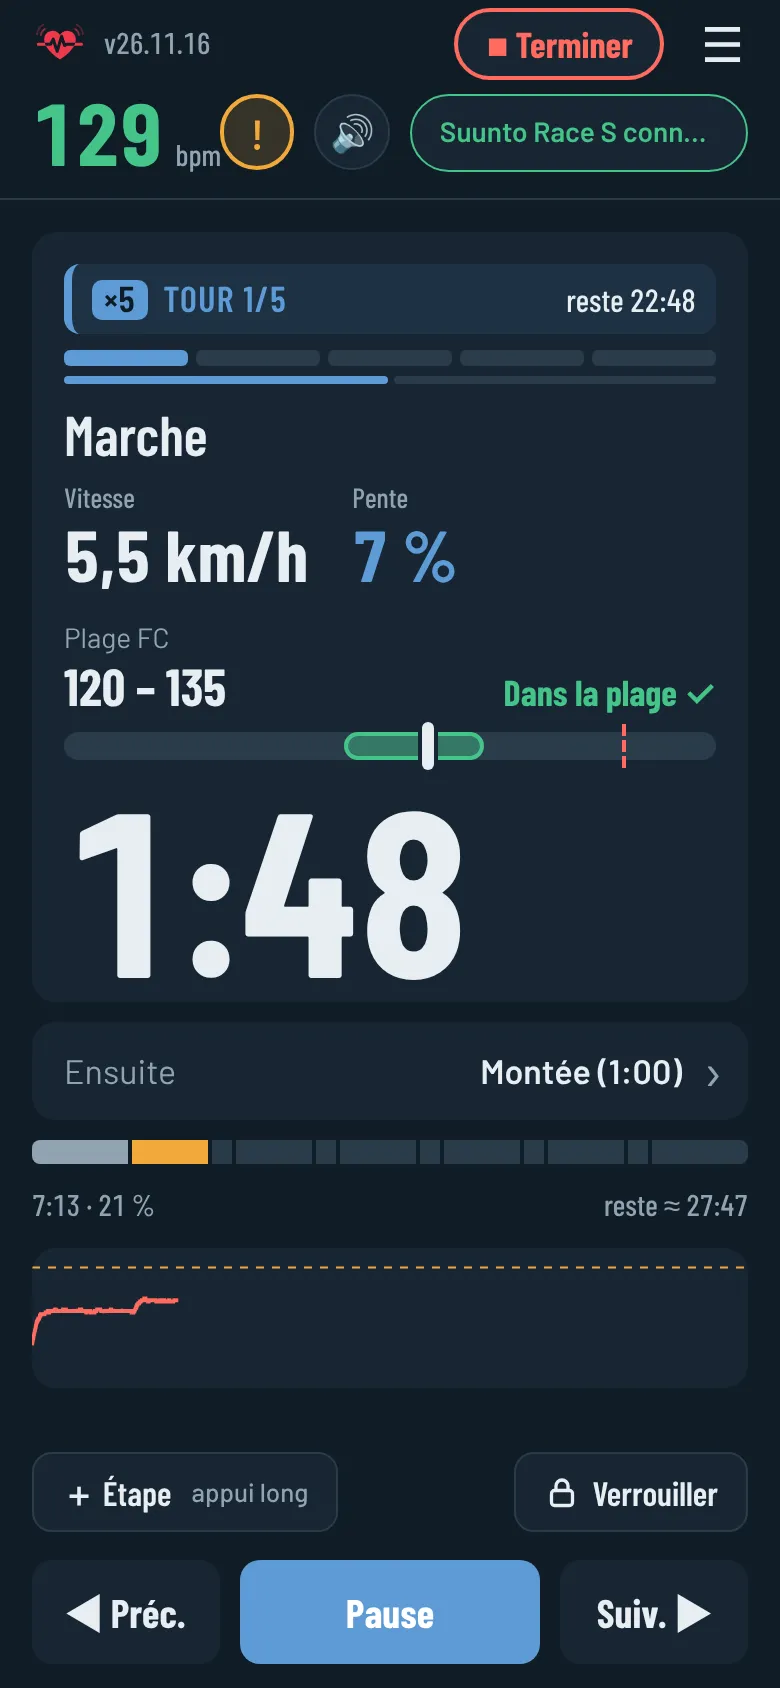 v26.11.16
■ Terminer
129 bpm
!
Suunto Race S conn...
×5 TOUR 1/5
reste 22:48
Marche
Vitesse
Pente
5,5 km/h
7 %
Plage FC
120 – 135
Dans la plage ✓
1:48
Ensuite
Montée (1:00) ›
7:13 · 21 %
reste ≈ 27:47
+ Étape appui long
Verrouiller
◀ Préc.
Pause
Suiv. ▶